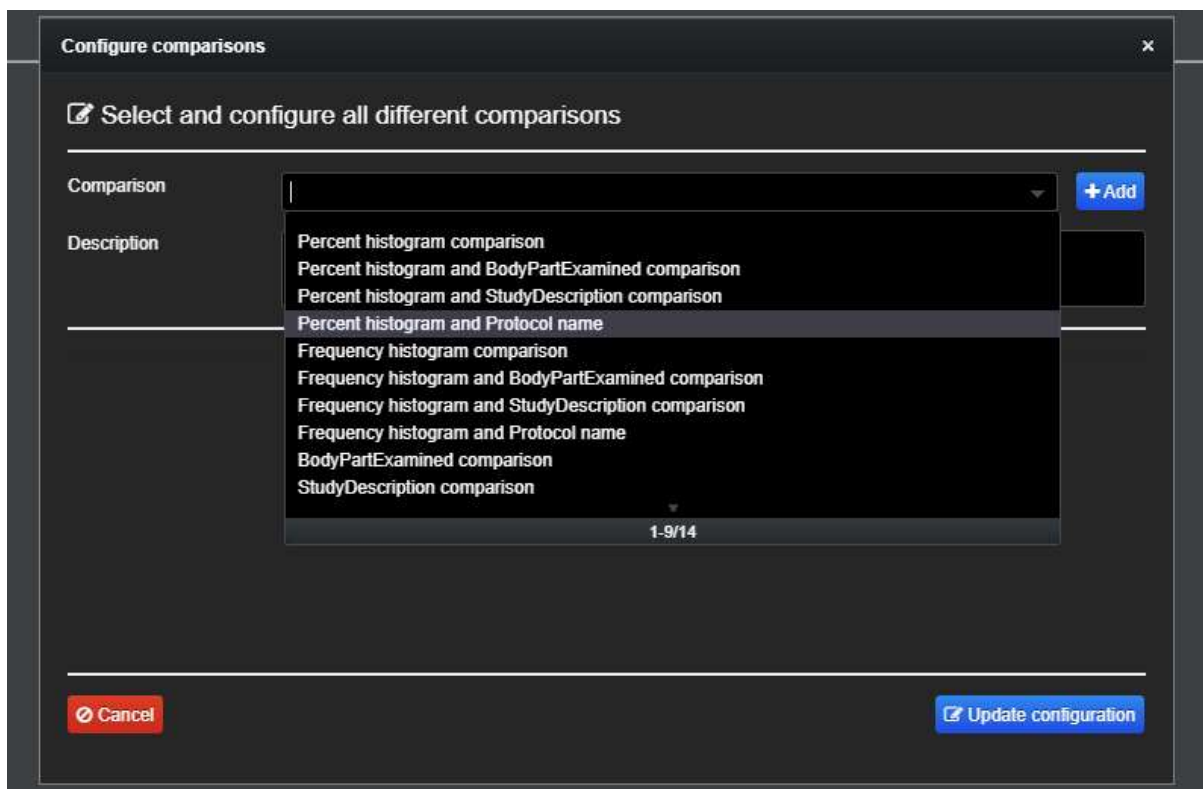 Configure comparisons ×
Select and configure all different comparisons
Comparison
+ Add
Description
Percent histogram comparison
Percent histogram and BodyPartExamined comparison
Percent histogram and StudyDescription comparison
Percent histogram and Protocol name
Frequency histogram comparison
Frequency histogram and BodyPartExamined comparison
Frequency histogram and StudyDescription comparison
Frequency histogram and Protocol name
BodyPartExamined comparison
StudyDescription comparison
1-9/14
Cancel
Update configuration